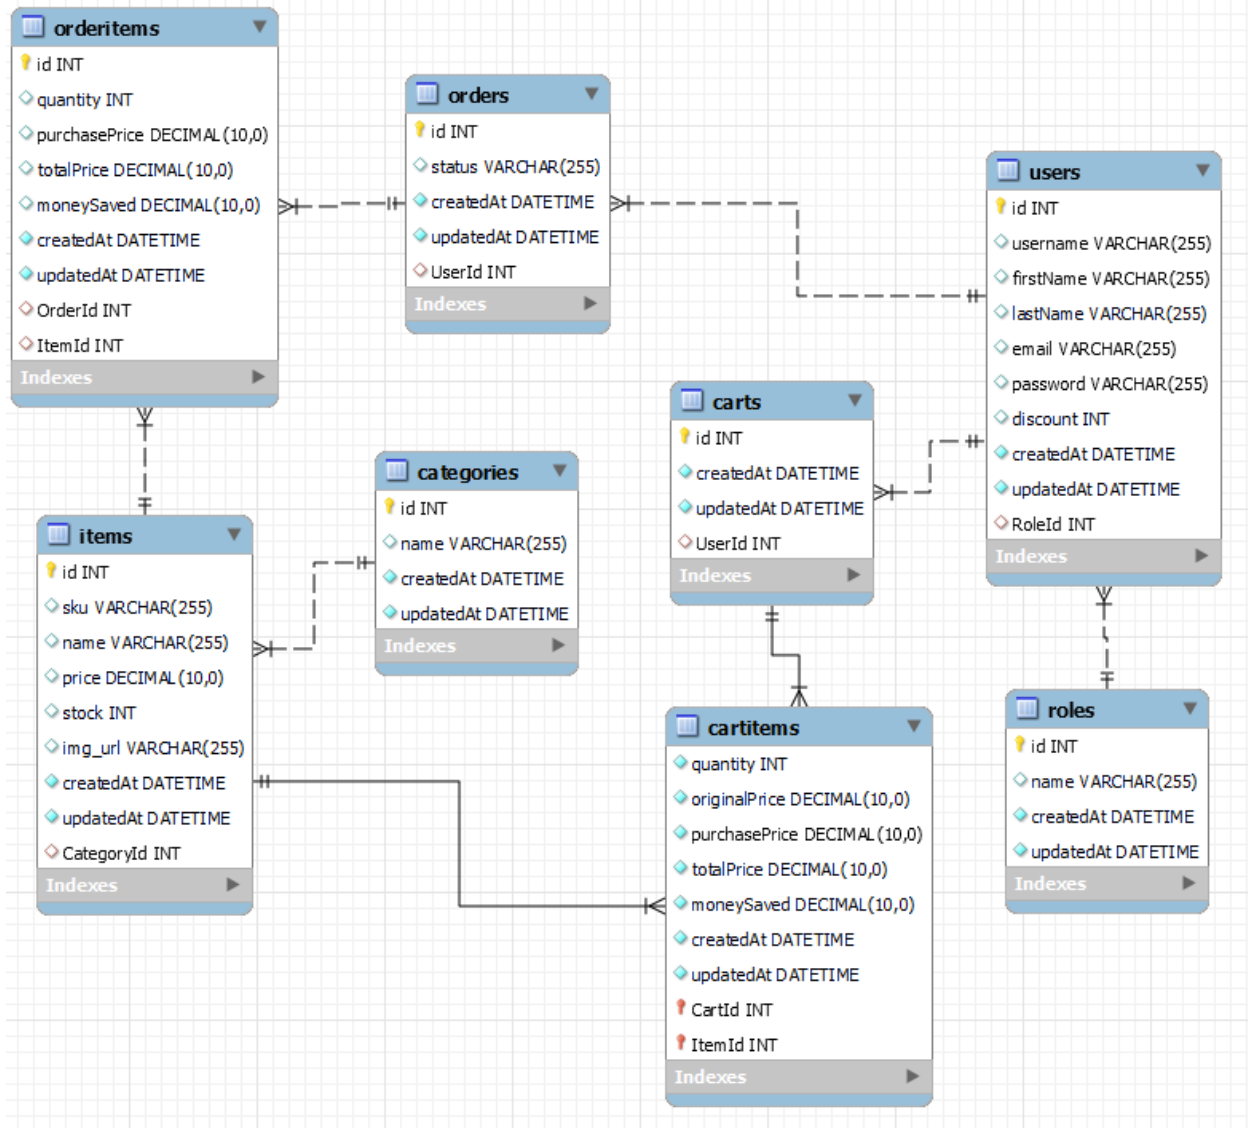 orderitems
id INT
quantity INT
purchasePrice DECIMAL(10,0)
totalPrice DECIMAL(10,0)
moneySaved DECIMAL(10,0)
createdAt DATETIME
updatedAt DATETIME
OrderId INT
ItemId INT
Indexes
orders
id INT
status VARCHAR(255)
createdAt DATETIME
updatedAt DATETIME
UserId INT
Indexes
users
id INT
username VARCHAR(255)
firstName VARCHAR(255)
lastName VARCHAR(255)
email VARCHAR(255)
password VARCHAR(255)
discount INT
createdAt DATETIME
updatedAt DATETIME
RoleId INT
Indexes
carts
id INT
createdAt DATETIME
updatedAt DATETIME
UserId INT
Indexes
categories
id INT
name VARCHAR(255)
createdAt DATETIME
updatedAt DATETIME
Indexes
items
id INT
sku VARCHAR(255)
name VARCHAR(255)
price DECIMAL(10,0)
stock INT
img_url VARCHAR(255)
createdAt DATETIME
updatedAt DATETIME
CategoryId INT
Indexes
cartitems
quantity INT
originalPrice DECIMAL(10,0)
purchasePrice DECIMAL(10,0)
totalPrice DECIMAL(10,0)
moneySaved DECIMAL(10,0)
createdAt DATETIME
updatedAt DATETIME
CartId INT
ItemId INT
Indexes
roles
id INT
name VARCHAR(255)
createdAt DATETIME
updatedAt DATETIME
Indexes